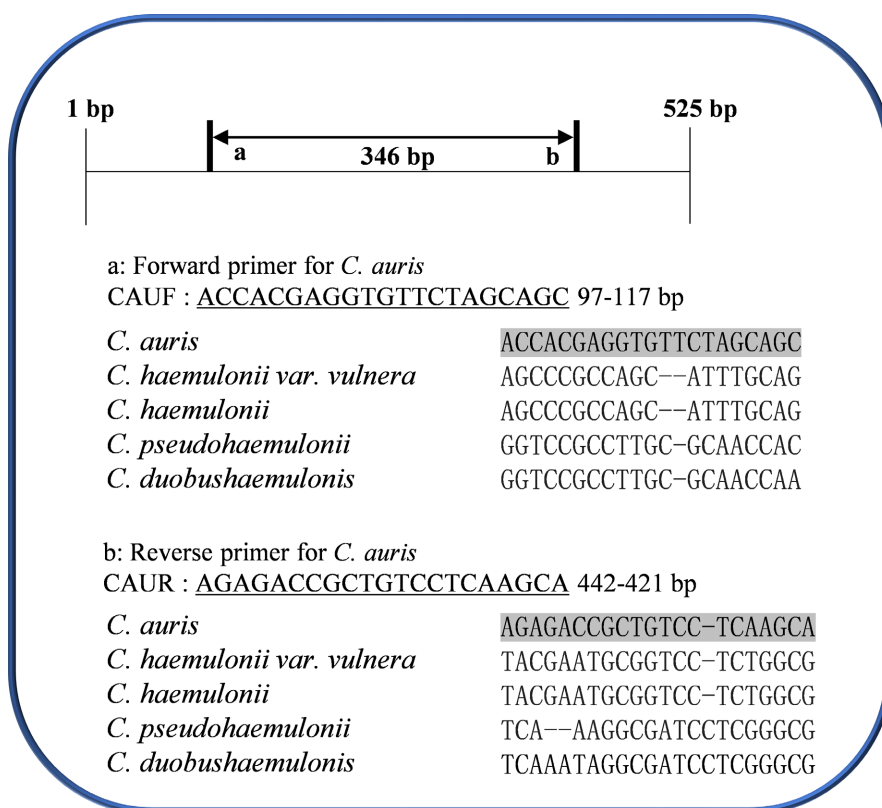 1 bp 525 bp
a 346 bp b
a: Forward primer for C. auris
CAUF : ACCACGAGGTGTTCTAGCAGC 97-117 bp
C. auris ACCACGAGGTGTTCTAGCAGC
C. haemulonii var. vulnera AGCCCGCCAGC--ATTTGCAG
C. haemulonii AGCCCGCCAGC--ATTTGCAG
C. pseudohaemulonii GGTCCGCCTTGC-GCAACCAC
C. duobushaemulonis GGTCCGCCTTGC-GCAACCAA
b: Reverse primer for C. auris
CAUR : AGAGACCGCTGTCCTCAAGCA 442-421 bp
C. auris AGAGACCGCTGTCC-TCAAGCA
C. haemulonii var. vulnera TACGAATGCGGTCC-TCTGGCG
C. haemulonii TACGAATGCGGTCC-TCTGGCG
C. pseudohaemulonii TCA--AAGGCGATCCTCGGGCG
C. duobushaemulonis TCAAATAGGCGATCCTCGGGCG